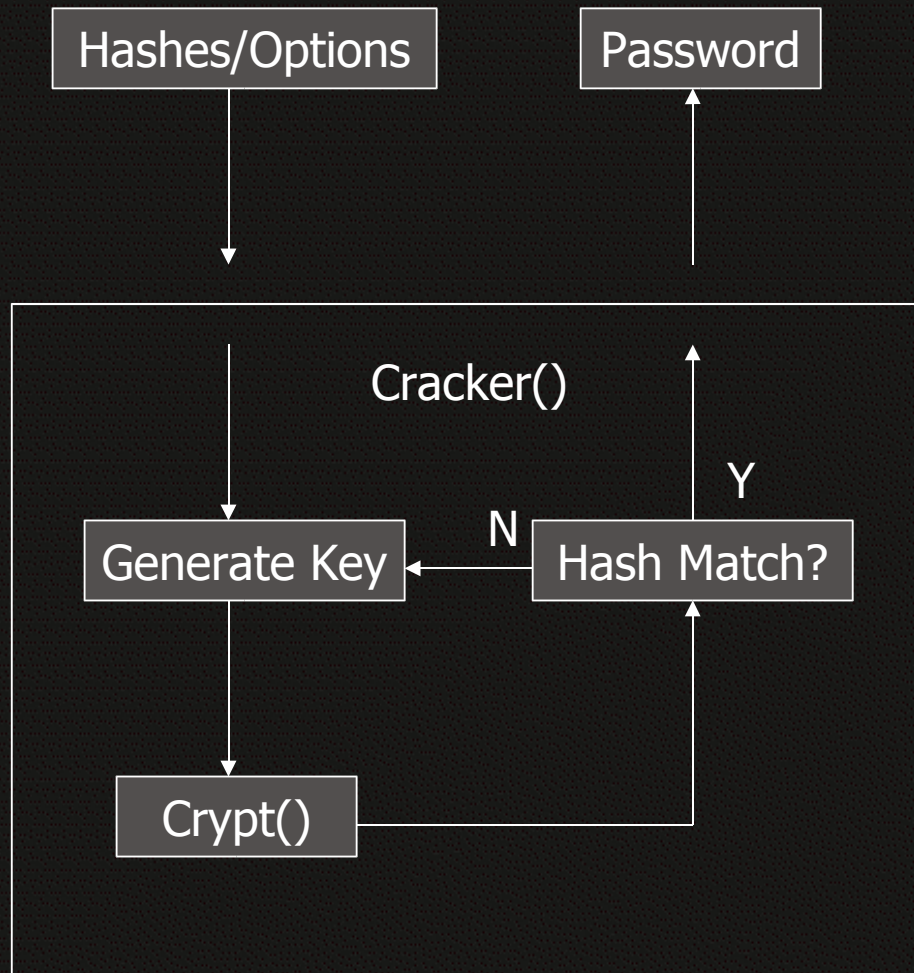 Hashes/Options
Password
Cracker()
Y
N
Generate Key
Hash Match?
Crypt()